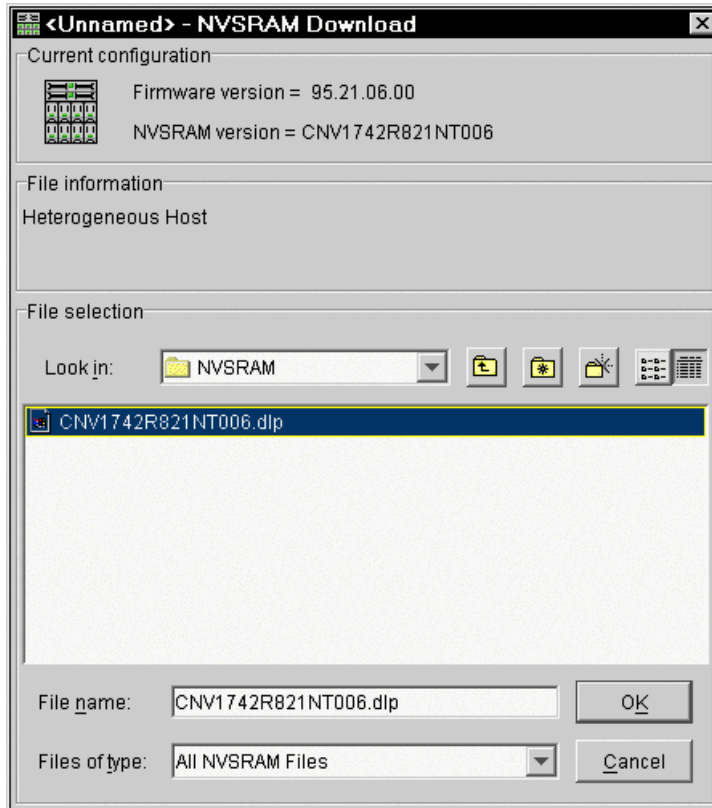 <Unnamed> - NVSRAM Download
Current configuration
Firmware version = 95.21.06.00
NVSRAM version = CNV1742R821NT006
File information
Heterogeneous Host
File selection
Look in: NVSRAM
CNV1742R821NT006.dlp
File name: CNV1742R821NT006.dlp OK
Files of type: All NVSRAM Files Cancel